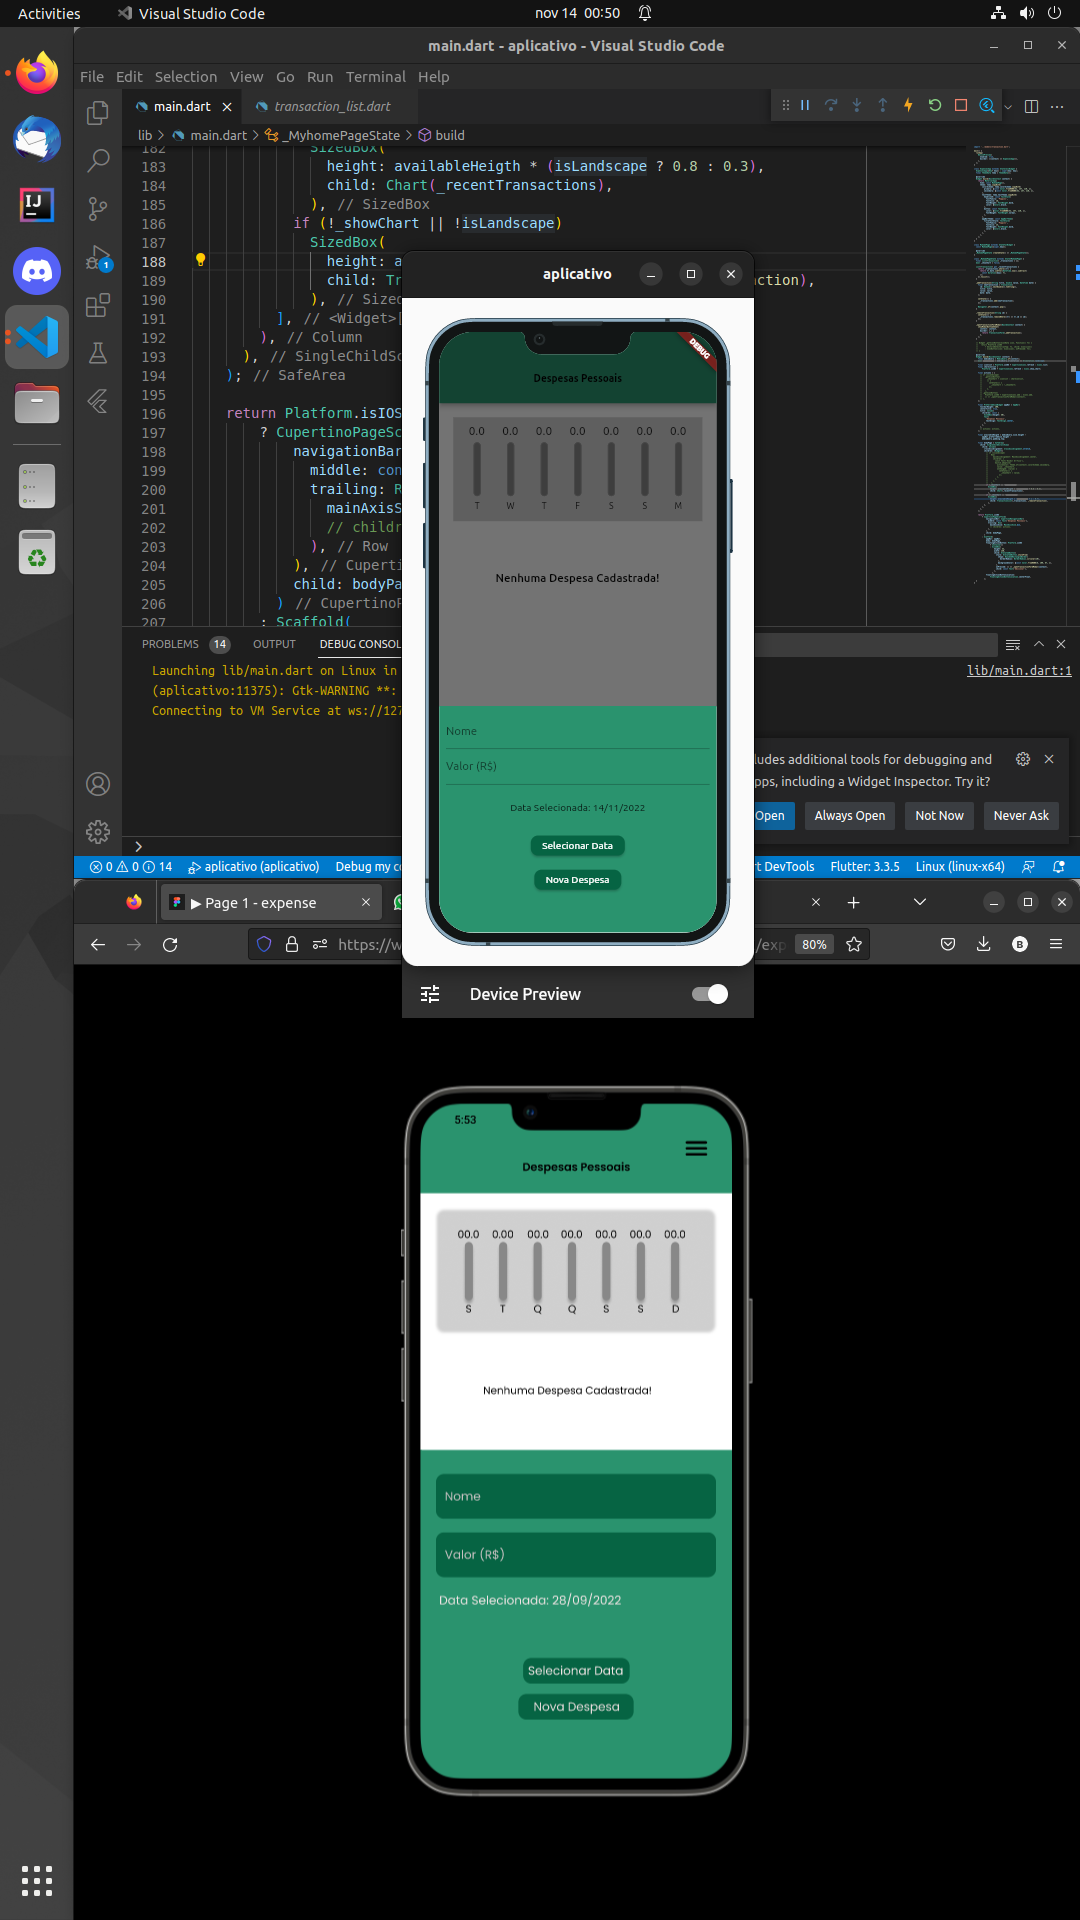 Activities
Visual Studio Code
nov 14 00:50
main.dart - aplicativo - Visual Studio Code
File Edit Selection View Go Run Terminal Help
main.dart
transaction_list.dart
lib > main.dart > _MyhomePageState > build
182 SizedBox(
183 height: availableHeigth * (isLandscape ? 0.8 : 0.3),
184 child: Chart(_recentTransactions),
185 ), // SizedBox
186 if (!_showChart || !isLandscape)
187 SizedBox(
188 height: a
189 child: Tr
action),
190 ), // Sized
191 ], // <Widget>[
192 ), // Column
193 ), // SingleChildSc
194 ); // SafeArea
195
196 return Platform.isIOS
197 ? CupertinoPageSc
198 navigationBar
199 middle: con
200 trailing: R
201 mainAxisS
202 // childr
203 ), // Row
204 ), // Cuperti
205 child: bodyPa
206 ) // CupertinoP
207 : Scaffold(
PROBLEMS 14 OUTPUT DEBUG CONSOL
Launching lib/main.dart on Linux in
lib/main.dart:1
(aplicativo:11375): Gtk-WARNING **:
Connecting to VM Service at ws://127
ludes additional tools for debugging and
pps, including a Widget Inspector. Try it?
Open
Always Open
Not Now
Never Ask
0 0 14 aplicativo (aplicativo) Debug my co
t DevTools Flutter: 3.3.5 Linux (linux-x64)
aplicativo
DEBUG
Despesas Pessoais
0.0 0.0 0.0 0.0 0.0 0.0 0.0
T W T F S S M
Nenhuma Despesa Cadastrada!
Nome
Valor (R$)
Data Selecionada: 14/11/2022
Selecionar Data
Nova Despesa
▶ Page 1 - expense
https://w
/exp
80%
B
Device Preview
5:53
Despesas Pessoais
00.0 0.00 00.0 00.0 00.0 00.0 00.0
S T Q Q S S D
Nenhuma Despesa Cadastrada!
Nome
Valor (R$)
Data Selecionada: 28/09/2022
Selecionar Data
Nova Despesa